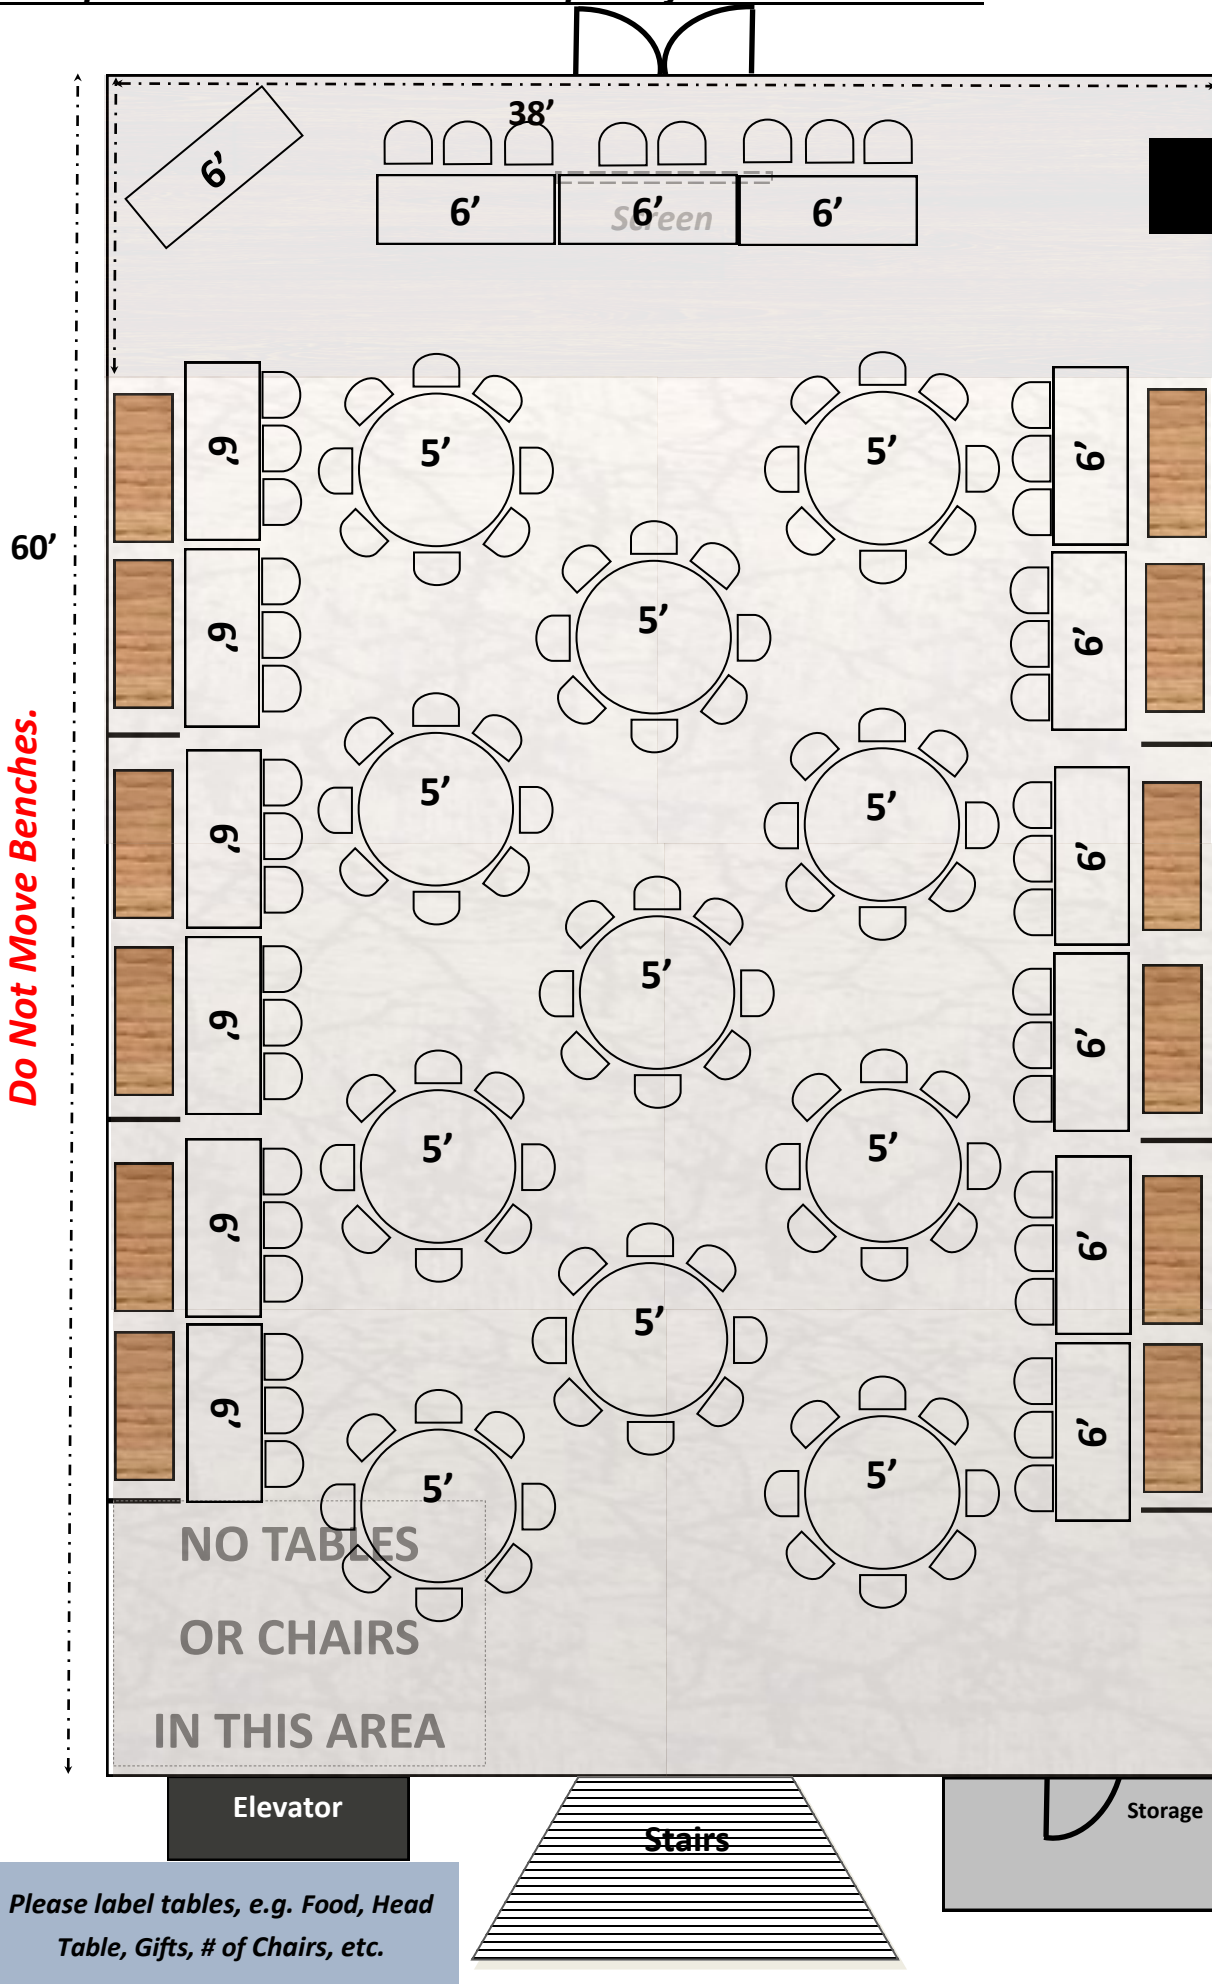 38’
6’
6’
6’
6’
Screen
6’
5’
5’
6’
60’
6’
5’
6’
Do Not Move Benches.
6’
5’
5’
6’
6’
5’
6’
6’
5’
5’
6’
6’
5’
5’
5’
6’
NO TABLES
OR CHAIRS
IN THIS AREA
Elevator
Stairs
Storage
Please label tables, e.g. Food, Head
Table, Gifts, # of Chairs, etc.